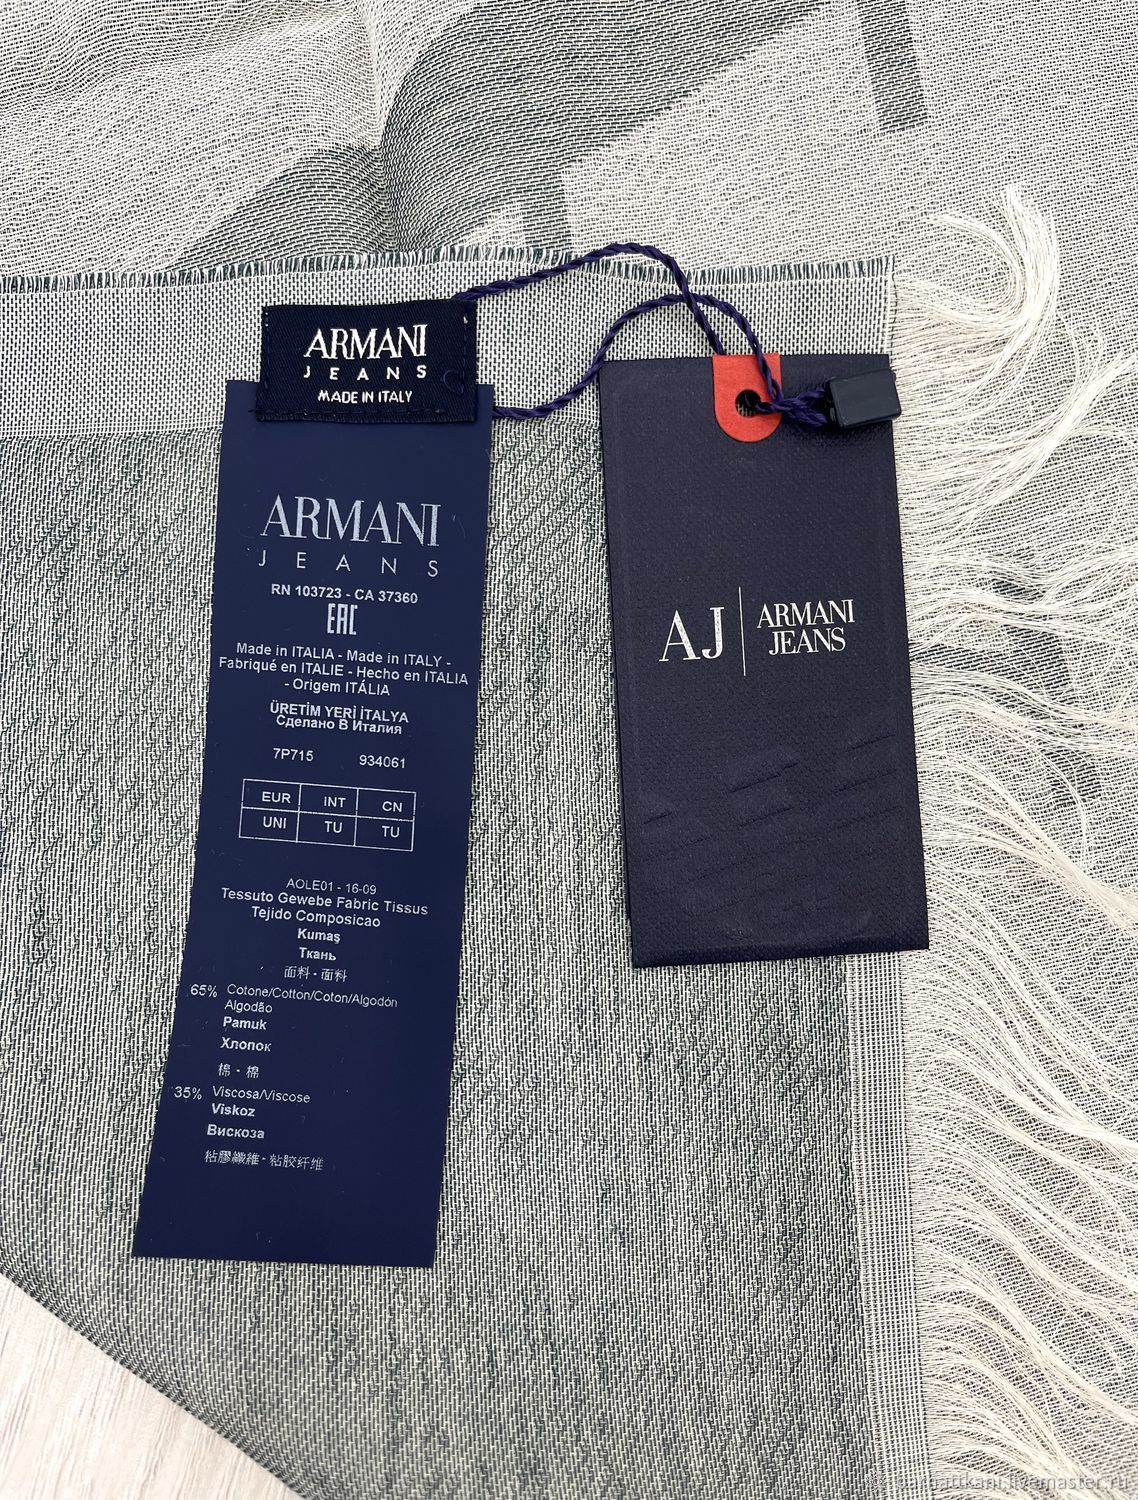 ARMANI
JEANS
MADE IN ITALY
ARMANI
JEANS
RN 103723 - CA 37360
EAC
Made in ITALIA - Made in ITALY -
Fabriqué en ITALIE - Hecho en ITALIA
- Origem ITÁLIA
ÜRETİM YERİ İTALYA
Сделано В Италия
7P715 934061
EUR INT CN
UNI TU TU
AOLE01 - 16-09
Tessuto Gewebe Fabric Tissus
Tejido Composicao
Kumaş
Ткань
面料 - 面料
65% Cotone/Cotton/Coton/Algodón
Algodão
Pamuk
Хлопок
棉 - 棉
35% Viscosa/Viscose
Viskoz
Вискоза
粘膠纖維 - 粘胶纤维
AJ ARMANI
JEANS